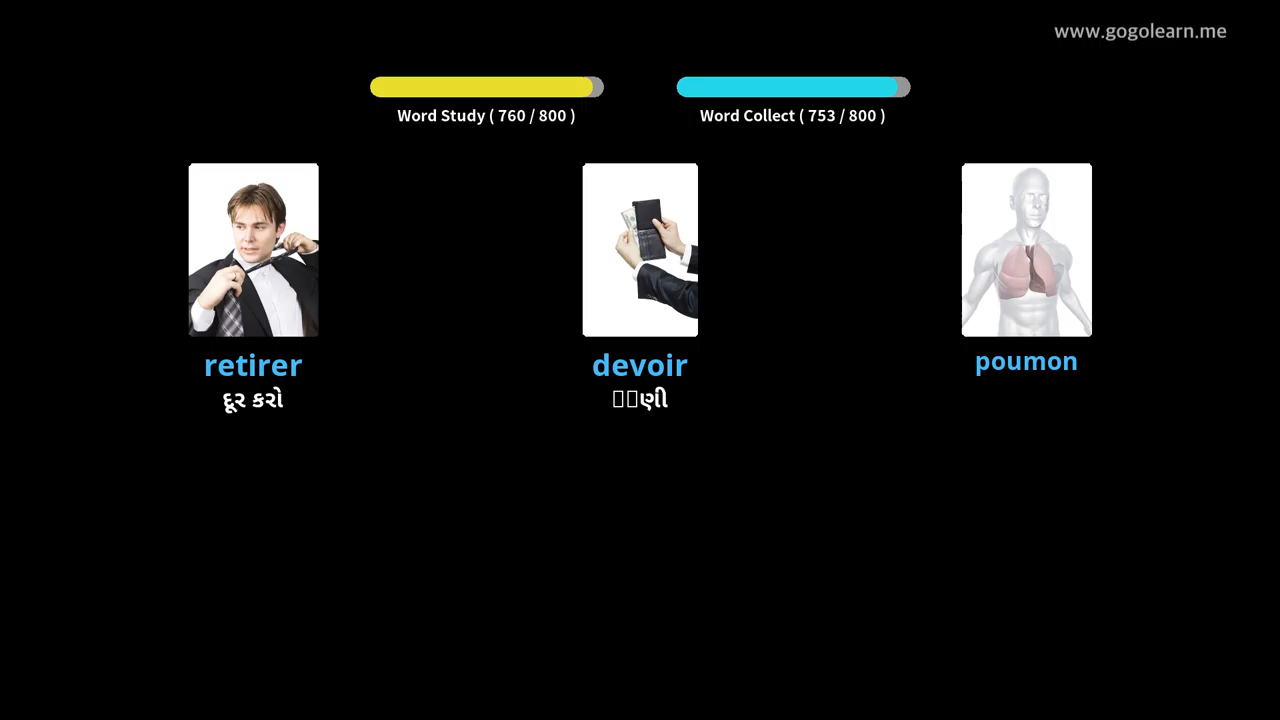 www.gogolearn.me
Word Study ( 760 / 800 )
Word Collect ( 753 / 800 )
retirer
દૂર કરો
devoir
poumon